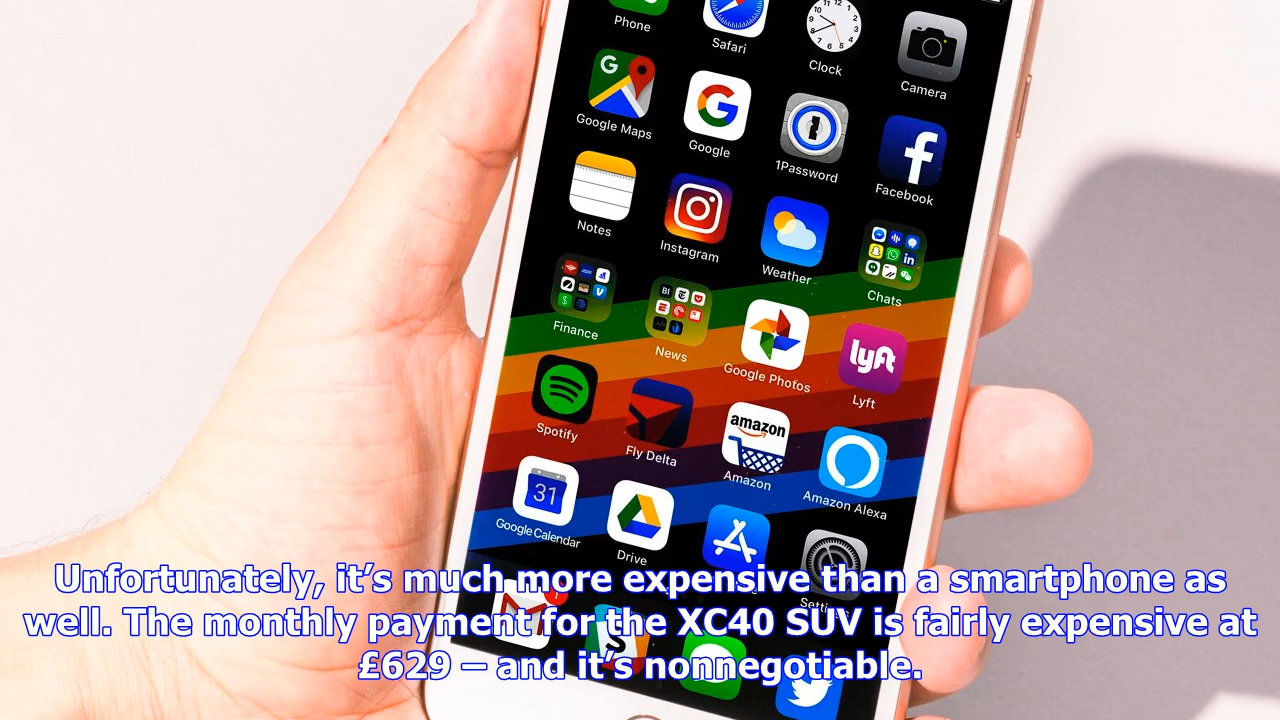 Phone
Safari
Clock
Camera
Google Maps
Google
1Password
Facebook
Notes
Instagram
Weather
Chats
Finance
News
Google Photos
lyft
Lyft
Spotify
Fly Delta
amazon
Amazon
Amazon Alexa
31
Google Calendar
Drive
Unfortunately, it’s much more expensive than a smartphone as
well. The monthly payment for the XC40 SUV is fairly expensive at
£629 – and it’s nonnegotiable.